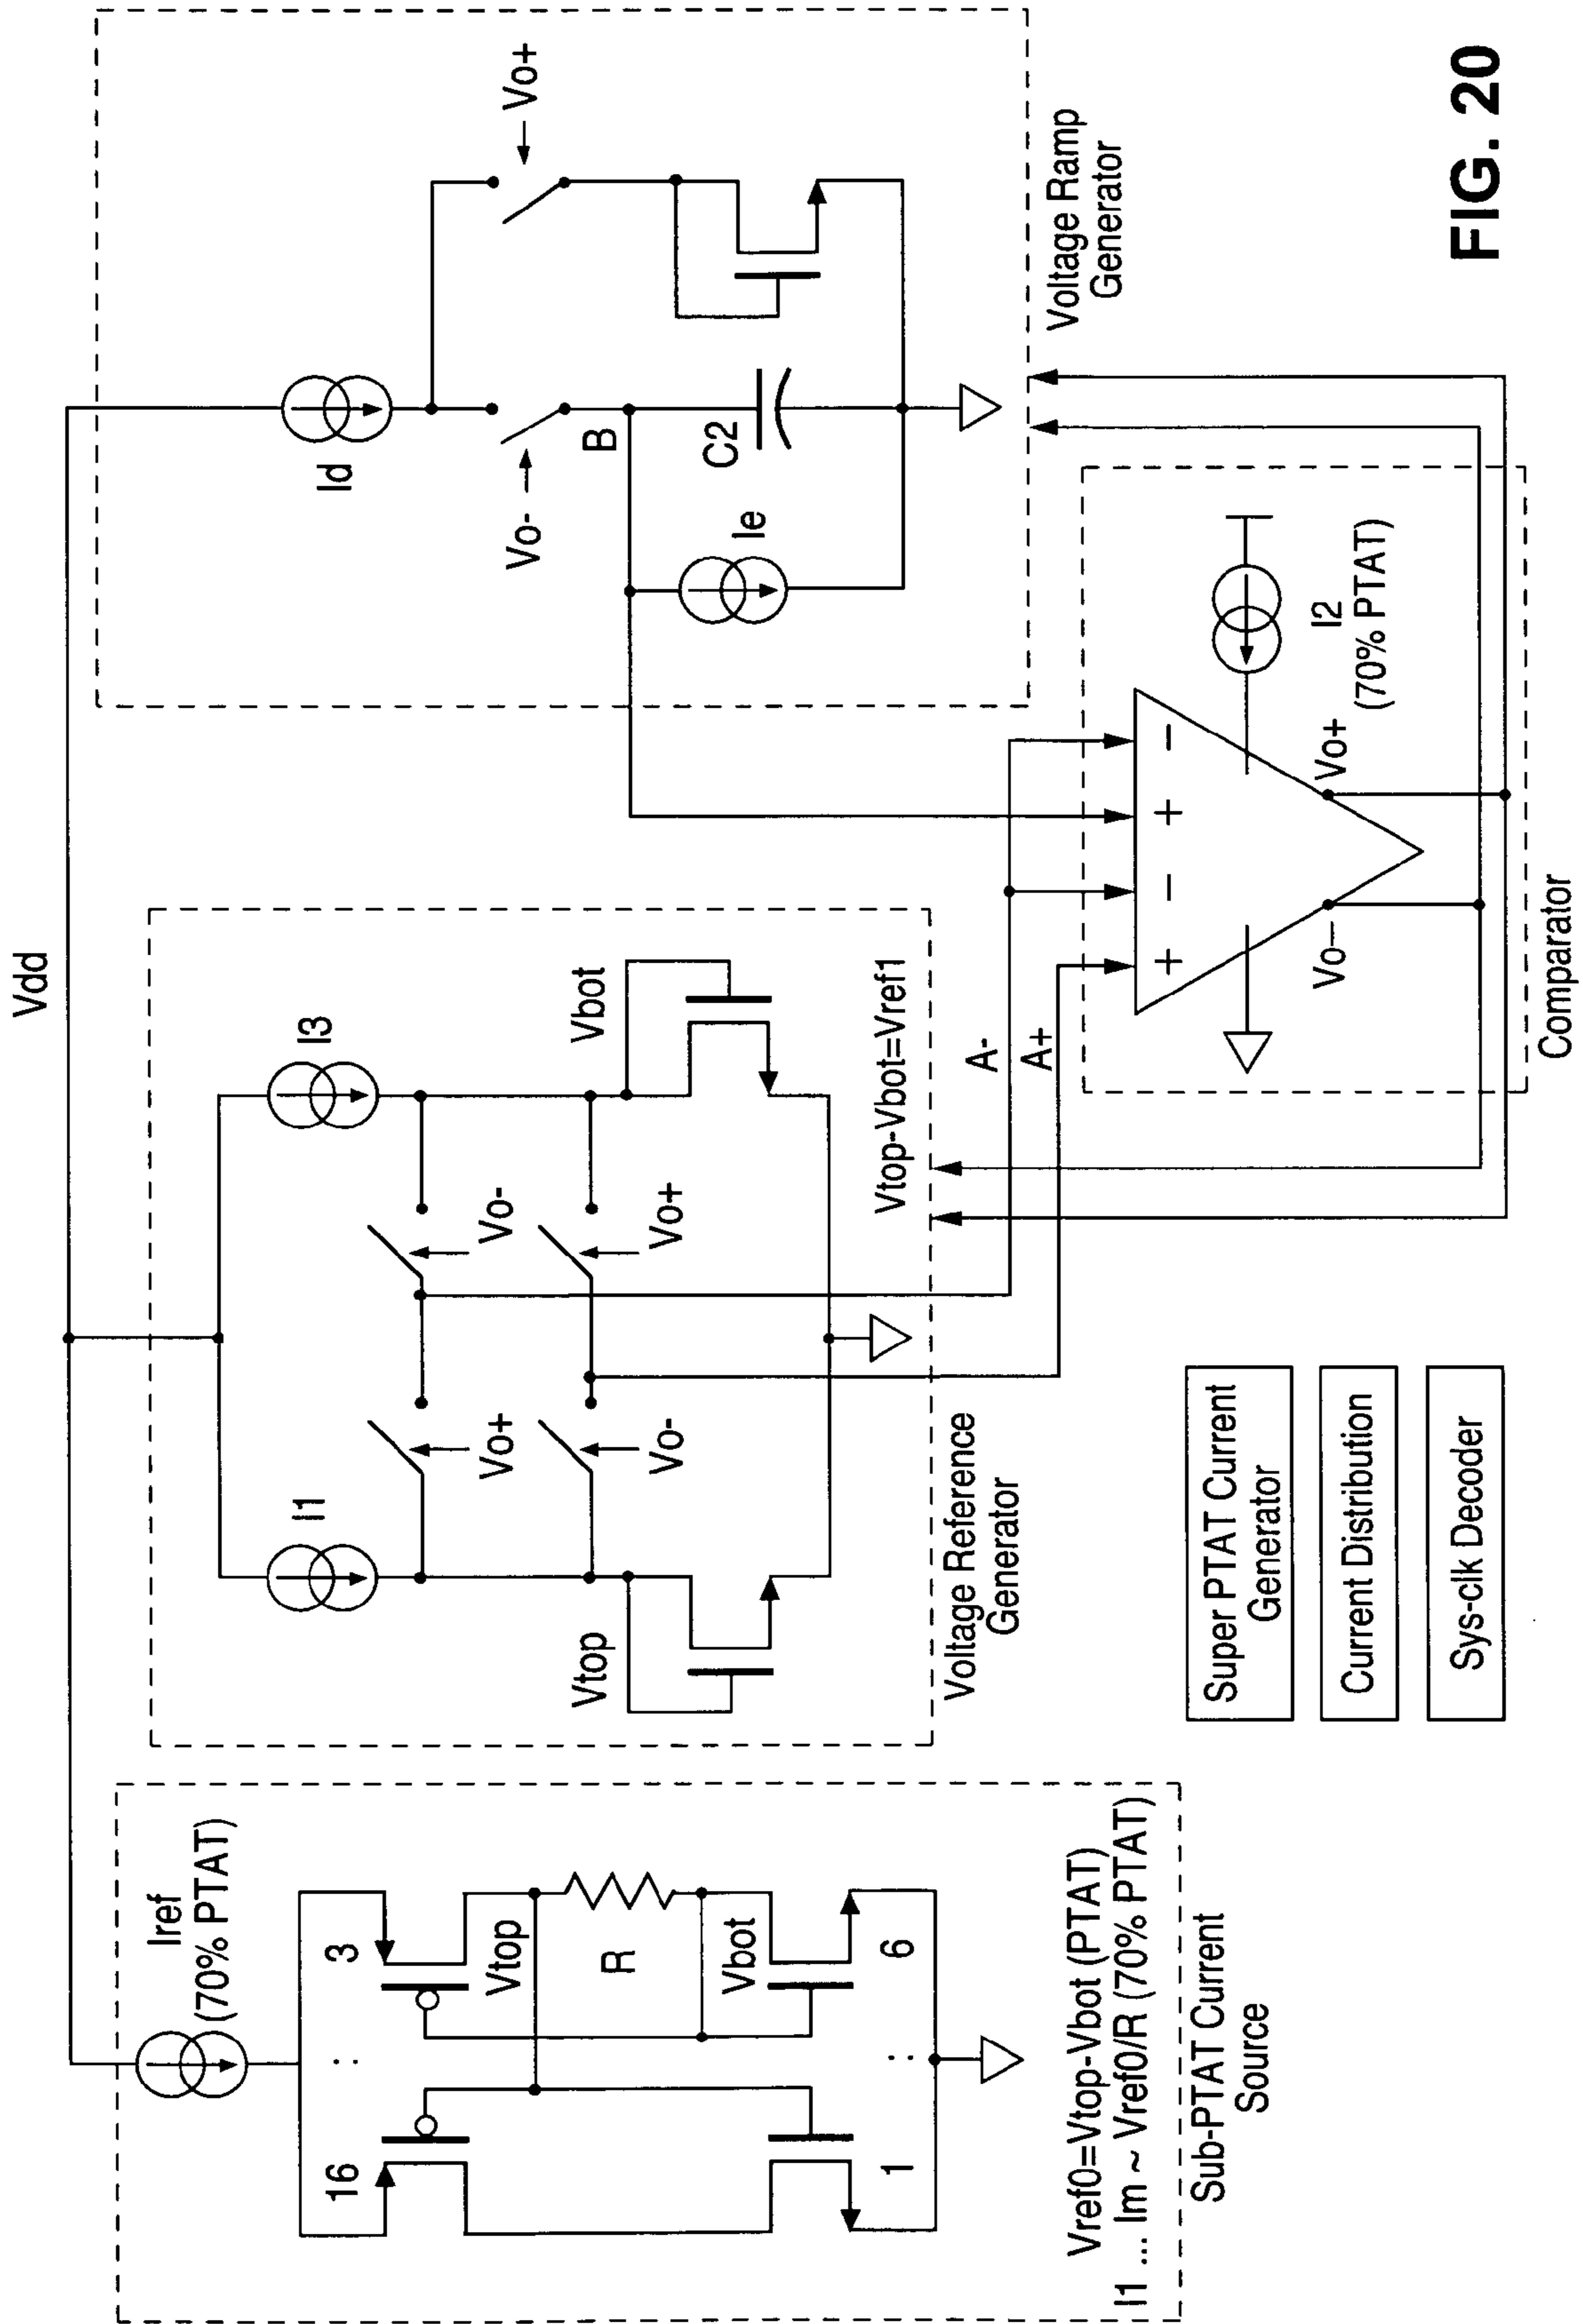 Vdd
Iref
(70% PTAT)
16
3
Vtop
R
Vbot
1
6
Vref0=Vtop-Vbot (PTAT)
I1 ... Im ~ Vref0/R (70% PTAT)
Sub-PTAT Current
Source
I1
I3
Vo+
Vo-
Vo-
Vo+
Vtop
Vbot
Vtop-Vbot=Vref1
Voltage Reference
Generator
A-
A+
Id
Vo-
Vo+
B
Ie
C2
Voltage Ramp
Generator
+
−
+
−
I2
(70% PTAT)
Vo−
Vo+
Comparator
Super PTAT Current
Generator
Current Distribution
Sys-clk Decoder
FIG. 20